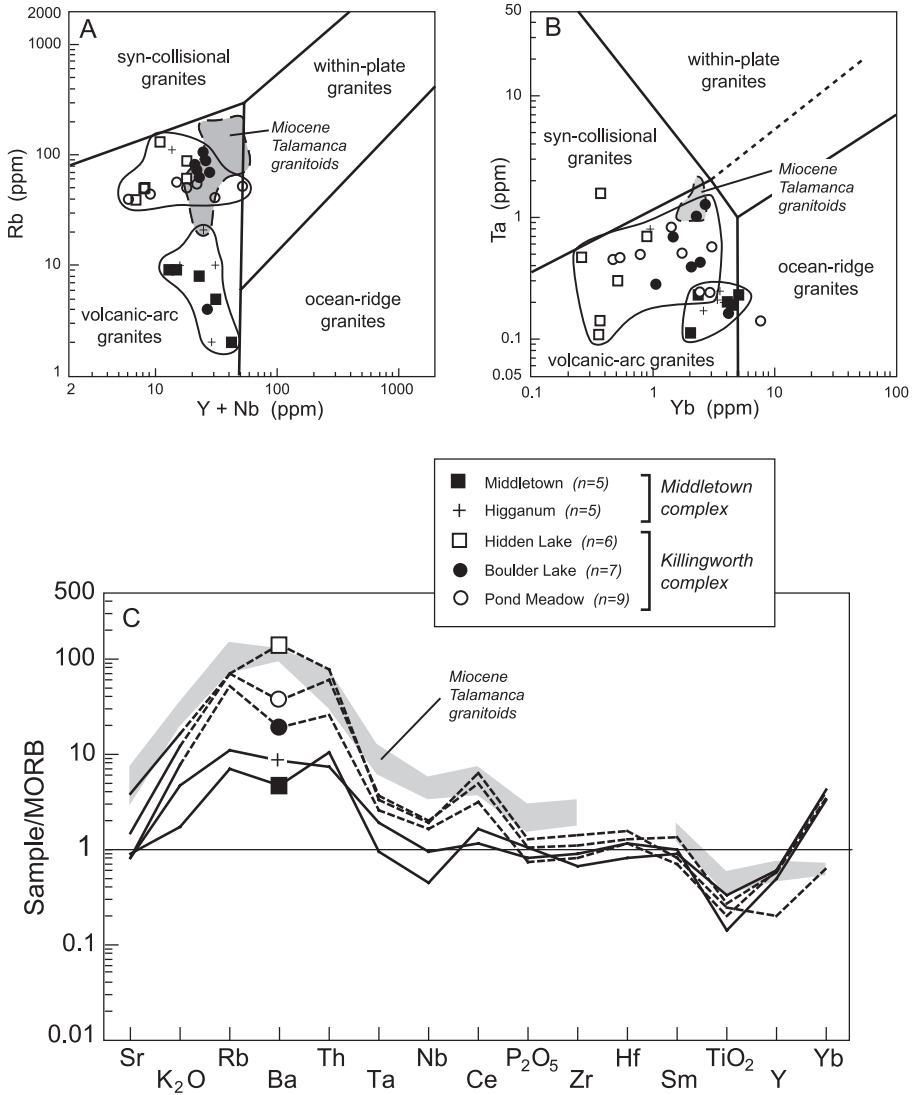 A
2000
1000
100
10
1
Rb (ppm)
syn-collisional
granites
within-plate
granites
Miocene
Talamanca
granitoids
volcanic-arc
granites
ocean-ridge
granites
2
10
100
1000
Y + Nb (ppm)
B
50
10
1
0.1
0.05
Ta (ppm)
within-plate
granites
syn-collisional
granites
Miocene
Talamanca
granitoids
ocean-ridge
granites
volcanic-arc granites
0.1
1
10
100
Yb (ppm)
Middletown (n=5)
Higganum (n=5)
Middletown
complex
Hidden Lake (n=6)
Boulder Lake (n=7)
Pond Meadow (n=9)
Killingworth
complex
C
500
100
10
1
0.1
0.01
Sample/MORB
Miocene
Talamanca
granitoids
Sr
K2O
Rb
Ba
Th
Ta
Nb
Ce
P2O5
Zr
Hf
Sm
TiO2
Y
Yb